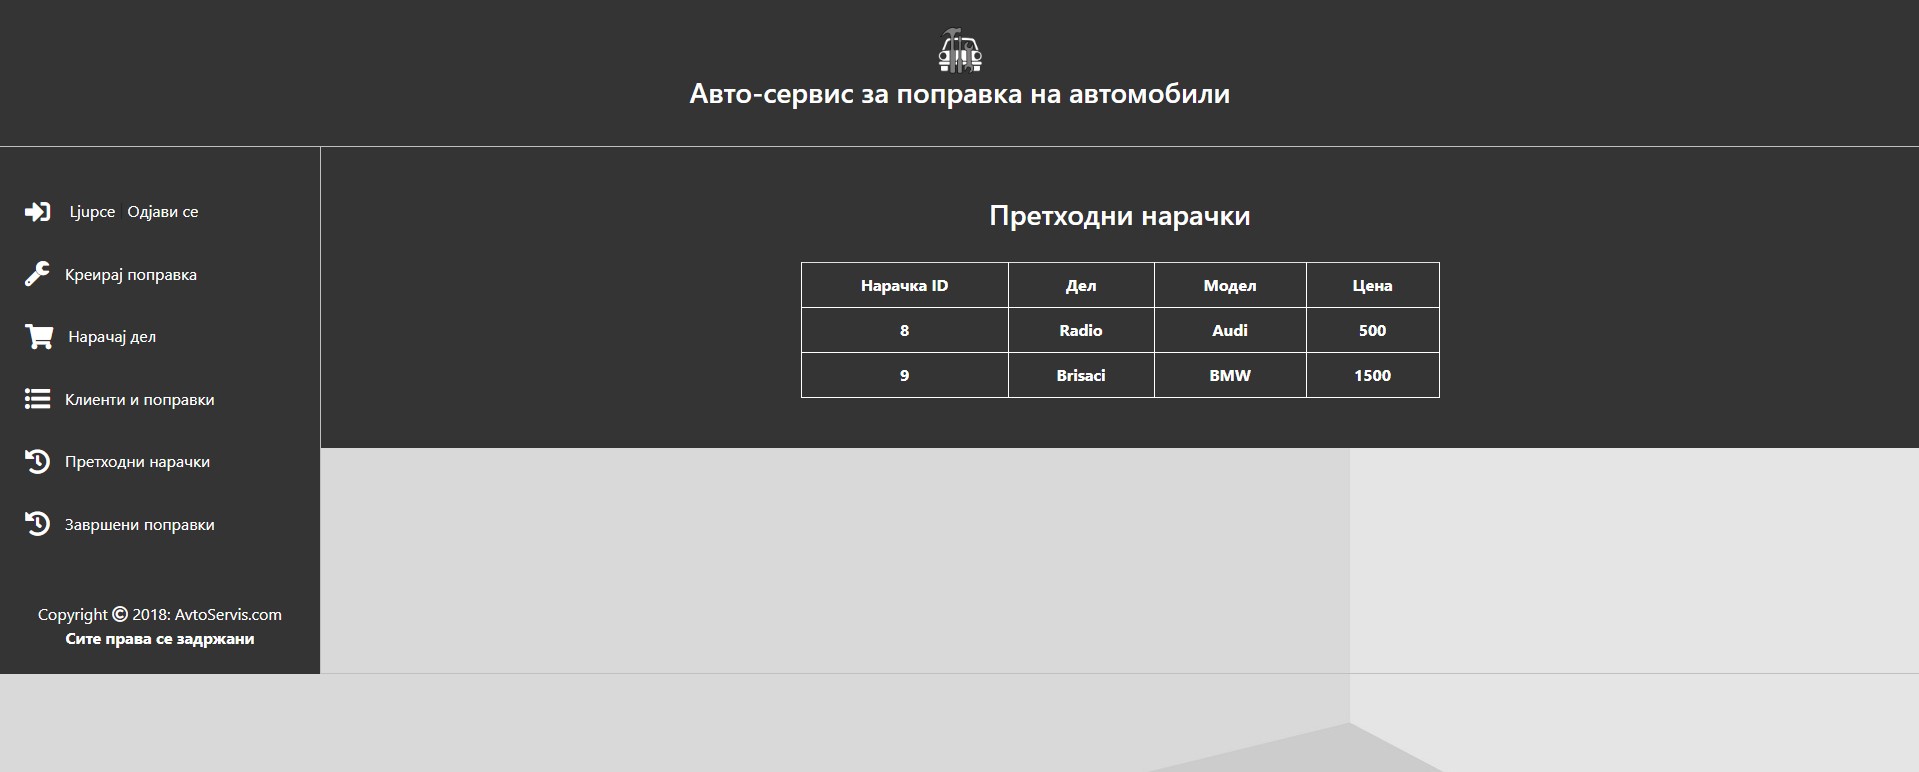 Авто-сервис за поправка на автомобили
Ljupce | Одјави се
Креирај поправка
Нарачај дел
Клиенти и поправки
Претходни нарачки
Завршени поправки
Copyright © 2018: AvtoServis.com
Сите права се задржани
Претходни нарачки
Нарачка ID Дел Модел Цена
8 Radio Audi 500
9 Brisaci BMW 1500